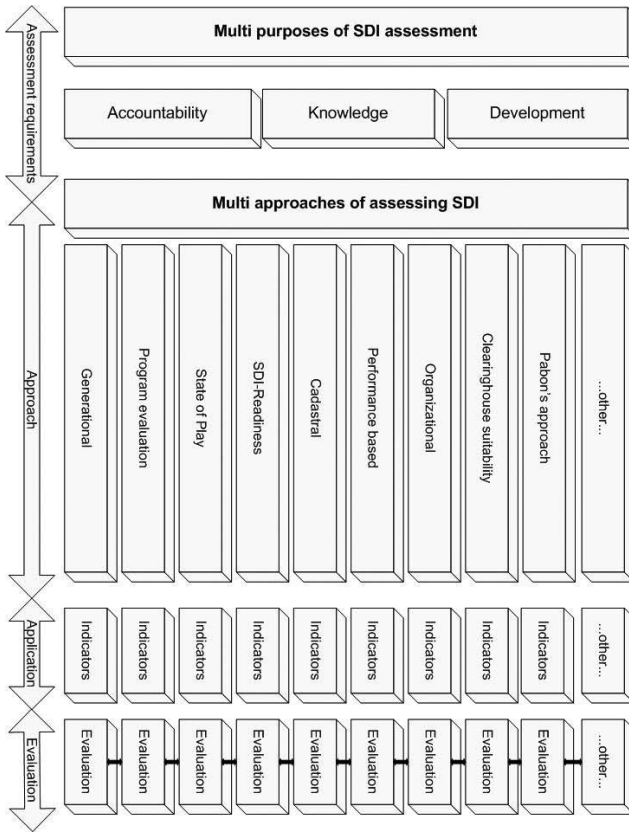 Assessment requirements
Multi purposes of SDI assessment
Accountability
Knowledge
Development
Approach
Multi approaches of assessing SDI
Generational
Program evaluation
State of Play
SDI-Readiness
Cadastral
Performance based
Organizational
Clearinghouse suitability
Pabon's approach
...other...
Application
Indicators
Indicators
Indicators
Indicators
Indicators
Indicators
Indicators
Indicators
Indicators
...other...
Evaluation
Evaluation
Evaluation
Evaluation
Evaluation
Evaluation
Evaluation
Evaluation
Evaluation
Evaluation
...other...